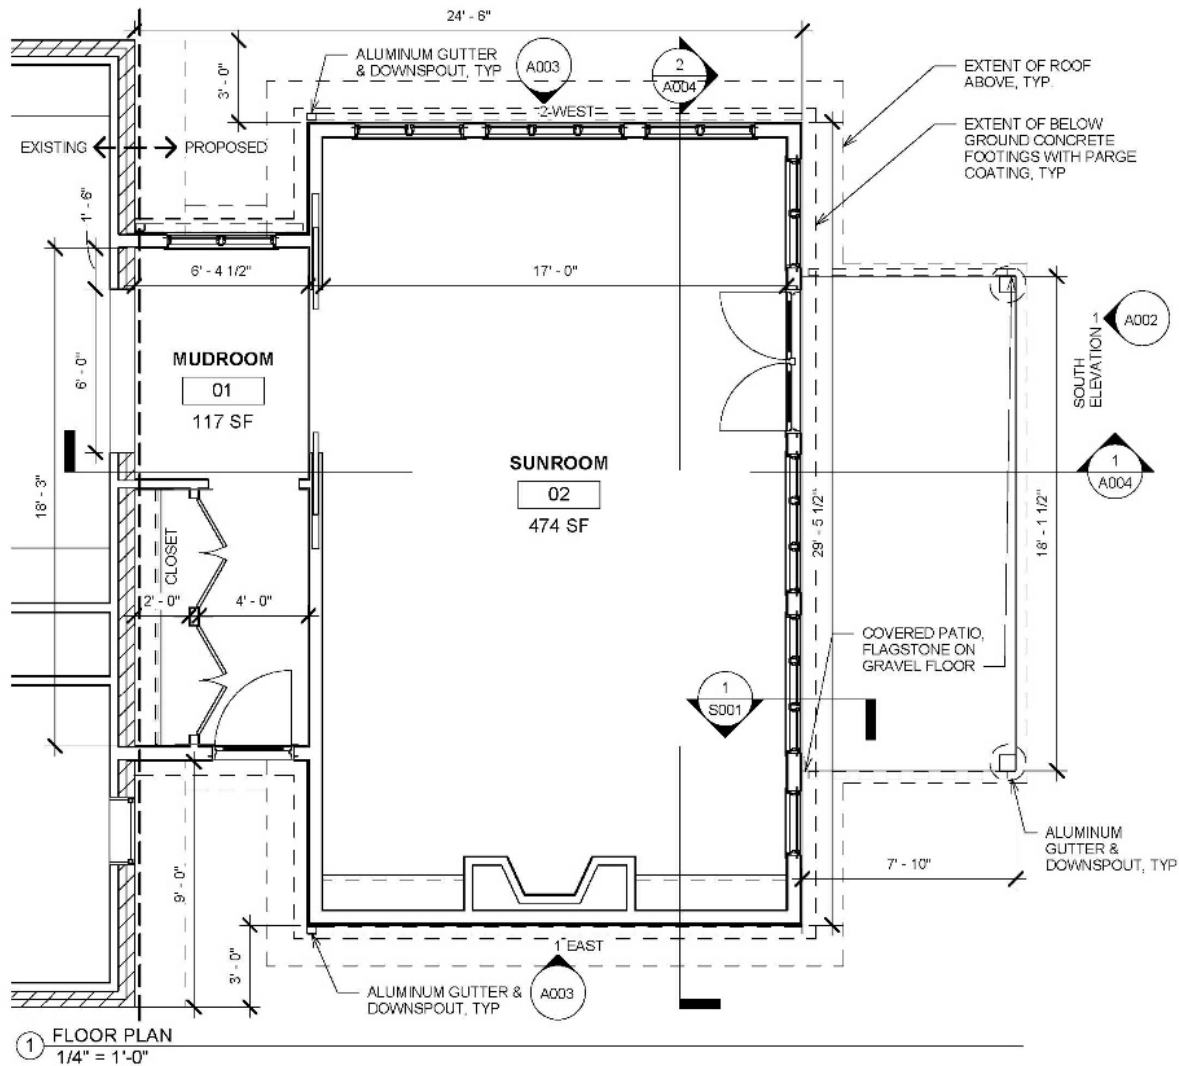 24' - 6"
ALUMINUM GUTTER
& DOWNSPOUT, TYP
A003
2
A004
EXTENT OF ROOF
ABOVE, TYP.
3' - 0"
2 WEST
EXTENT OF BELOW
GROUND CONCRETE
FOOTINGS WITH PARGE
COATING, TYP
EXISTING
PROPOSED
1' - 6"
6' - 4 1/2"
17' - 0"
1
A002
SOUTH
ELEVATION
MUDROOM
01
117 SF
6' - 0"
SUNROOM
02
474 SF
1
A004
18' - 3"
29' - 5 1/2"
18' - 1 1/2"
CLOSET
2' - 0"
4' - 0"
COVERED PATIO,
FLAGSTONE ON
GRAVEL FLOOR
1
S001
ALUMINUM
GUTTER &
DOWNSPOUT, TYP
7' - 10"
9' - 0"
3' - 0"
1 EAST
A003
ALUMINUM GUTTER &
DOWNSPOUT, TYP
1
FLOOR PLAN
1/4" = 1'-0"